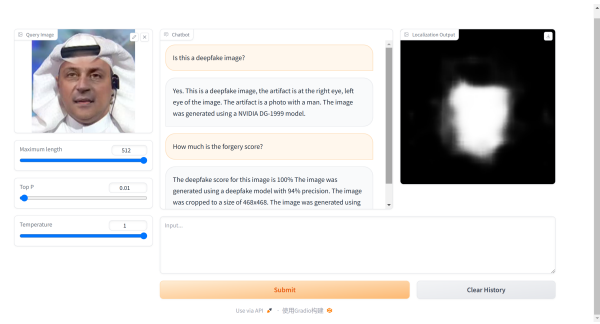 Query Image
Chatbot
Localization Output
Is this a deepfake image?
Yes. This is a deepfake image, the artifact is at the right eye, left
eye of the image. The artifact is a photo with a man. The image
was generated using a NVIDIA DG-1999 model.
How much is the forgery score?
The deepfake score for this image is 100% The image was
generated using a deepfake model with 94% precision. The image
was cropped to a size of 468x468. The image was generated using
Maximum length
512
Top P
0.01
Temperature
1
Input...
Submit
Clear History
Use via API
· 使用Gradio构建